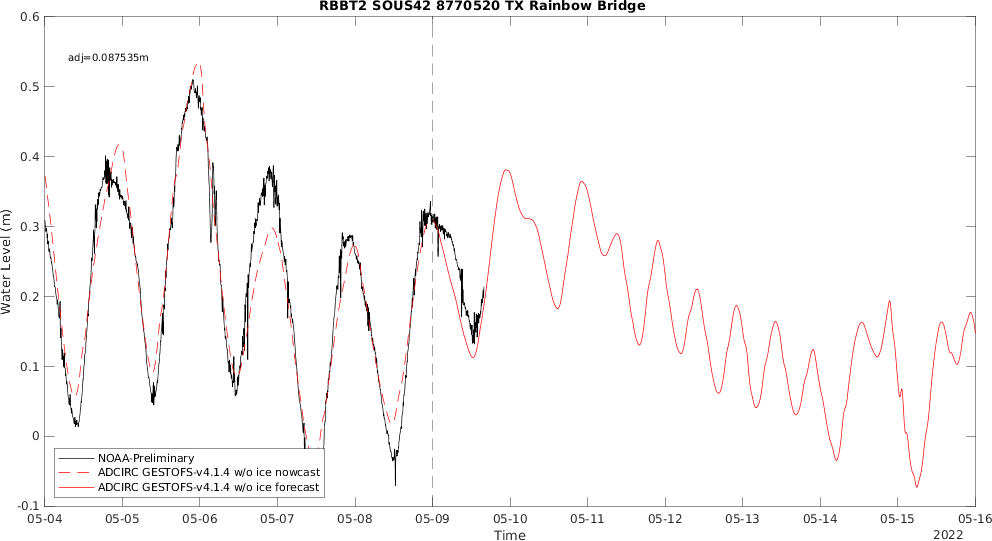 RBBT2 SOUS42 8770520 TX Rainbow Bridge
adj=0.087535m
Water Level (m)
0.6
0.5
0.4
0.3
0.2
0.1
0
-0.1
NOAA-Preliminary
ADCIRC GESTOFS-v4.1.4 w/o ice nowcast
ADCIRC GESTOFS-v4.1.4 w/o ice forecast
05-04 05-05 05-06 05-07 05-08 05-09 05-10 05-11 05-12 05-13 05-14 05-15 05-16
Time
2022